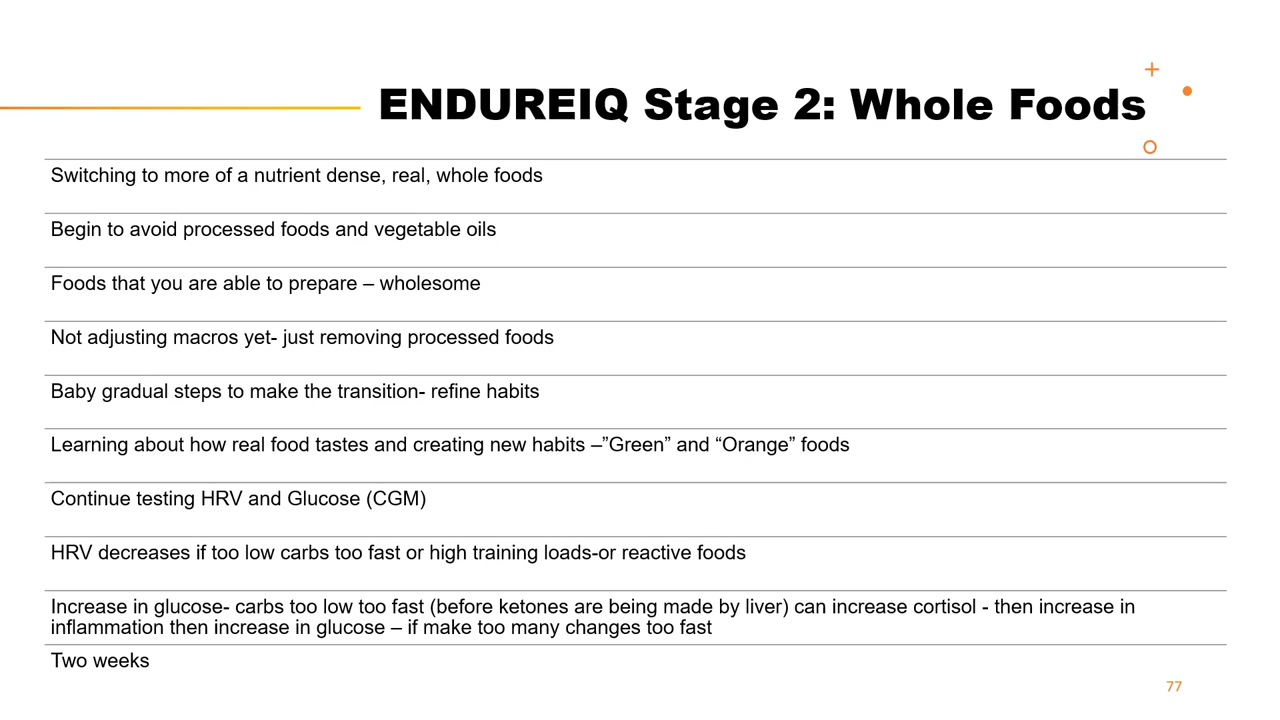 ENDUREIQ Stage 2: Whole Foods
Switching to more of a nutrient dense, real, whole foods
Begin to avoid processed foods and vegetable oils
Foods that you are able to prepare – wholesome
Not adjusting macros yet- just removing processed foods
Baby gradual steps to make the transition- refine habits
Learning about how real food tastes and creating new habits –”Green” and “Orange” foods
Continue testing HRV and Glucose (CGM)
HRV decreases if too low carbs too fast or high training loads-or reactive foods
Increase in glucose- carbs too low too fast (before ketones are being made by liver) can increase cortisol - then increase in
inflammation then increase in glucose – if make too many changes too fast
Two weeks
77